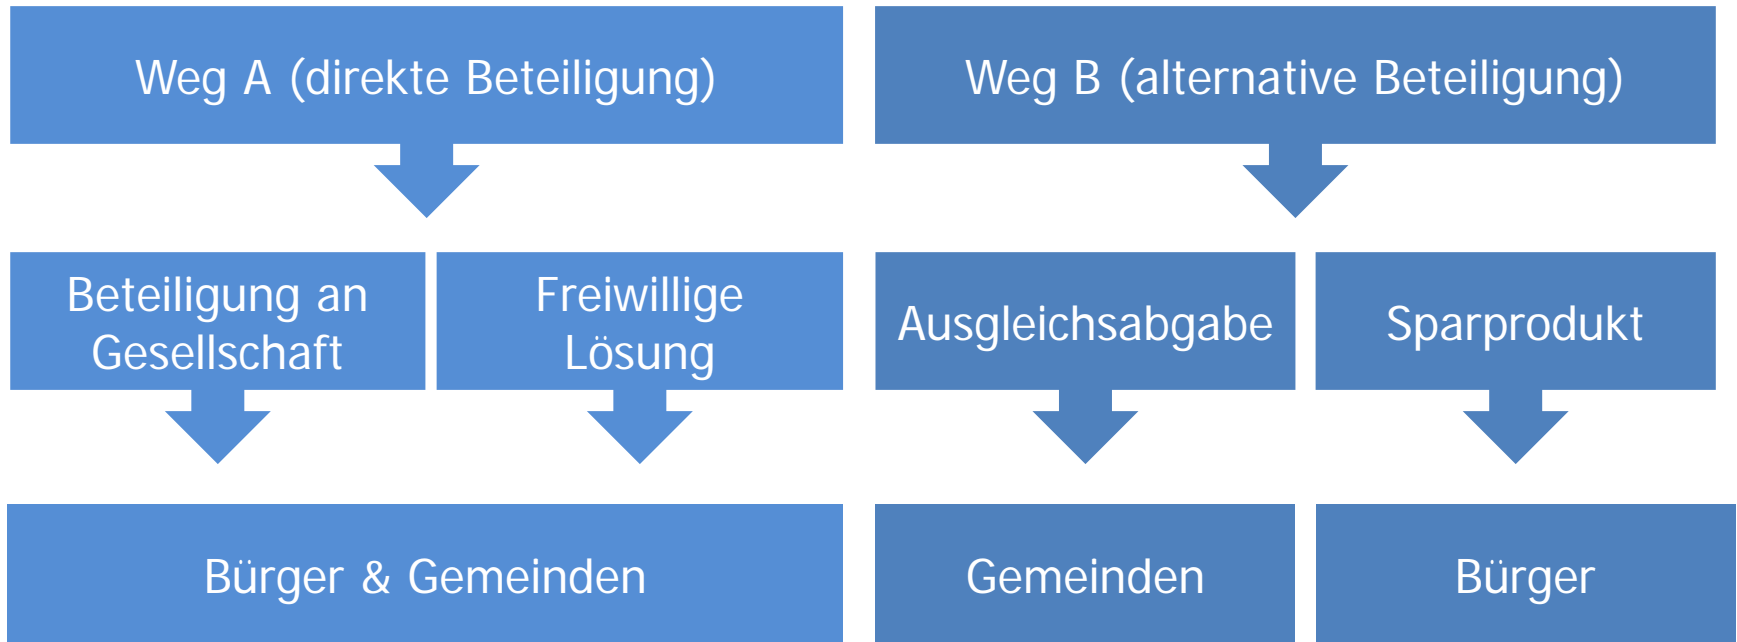 Weg A (direkte Beteiligung)
Weg B (alternative Beteiligung)
Beteiligung an
Gesellschaft
Freiwillige
Lösung
Ausgleichsabgabe
Sparprodukt
Bürger & Gemeinden
Gemeinden
Bürger